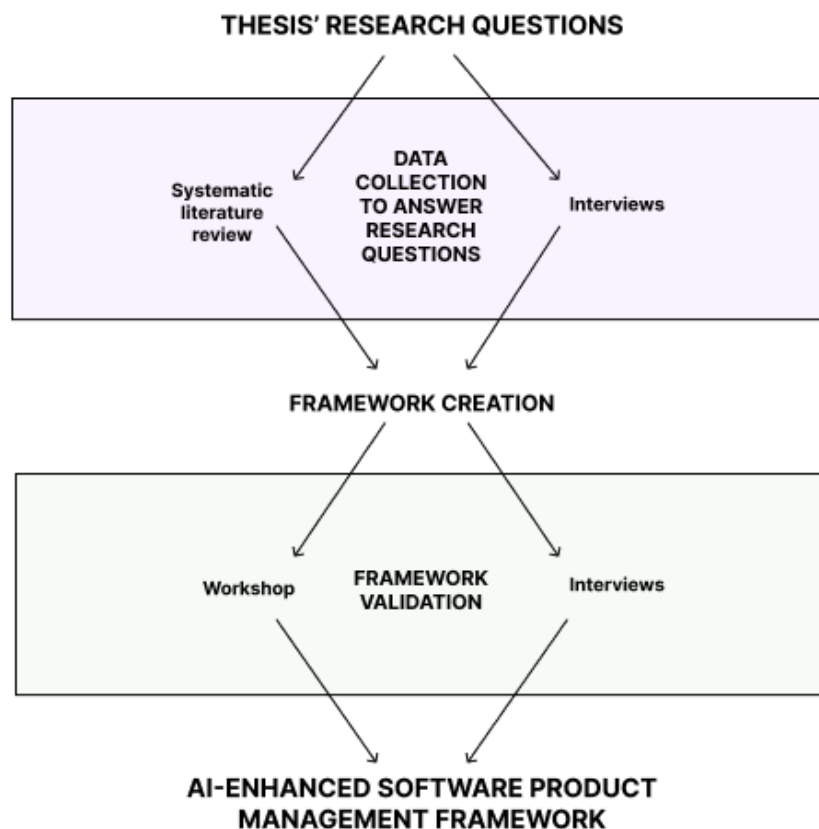 THESIS' RESEARCH QUESTIONS
Systematic
literature
review
DATA
COLLECTION
TO ANSWER
RESEARCH
QUESTIONS
Interviews
FRAMEWORK CREATION
Workshop
FRAMEWORK
VALIDATION
Interviews
AI-ENHANCED SOFTWARE PRODUCT
MANAGEMENT FRAMEWORK